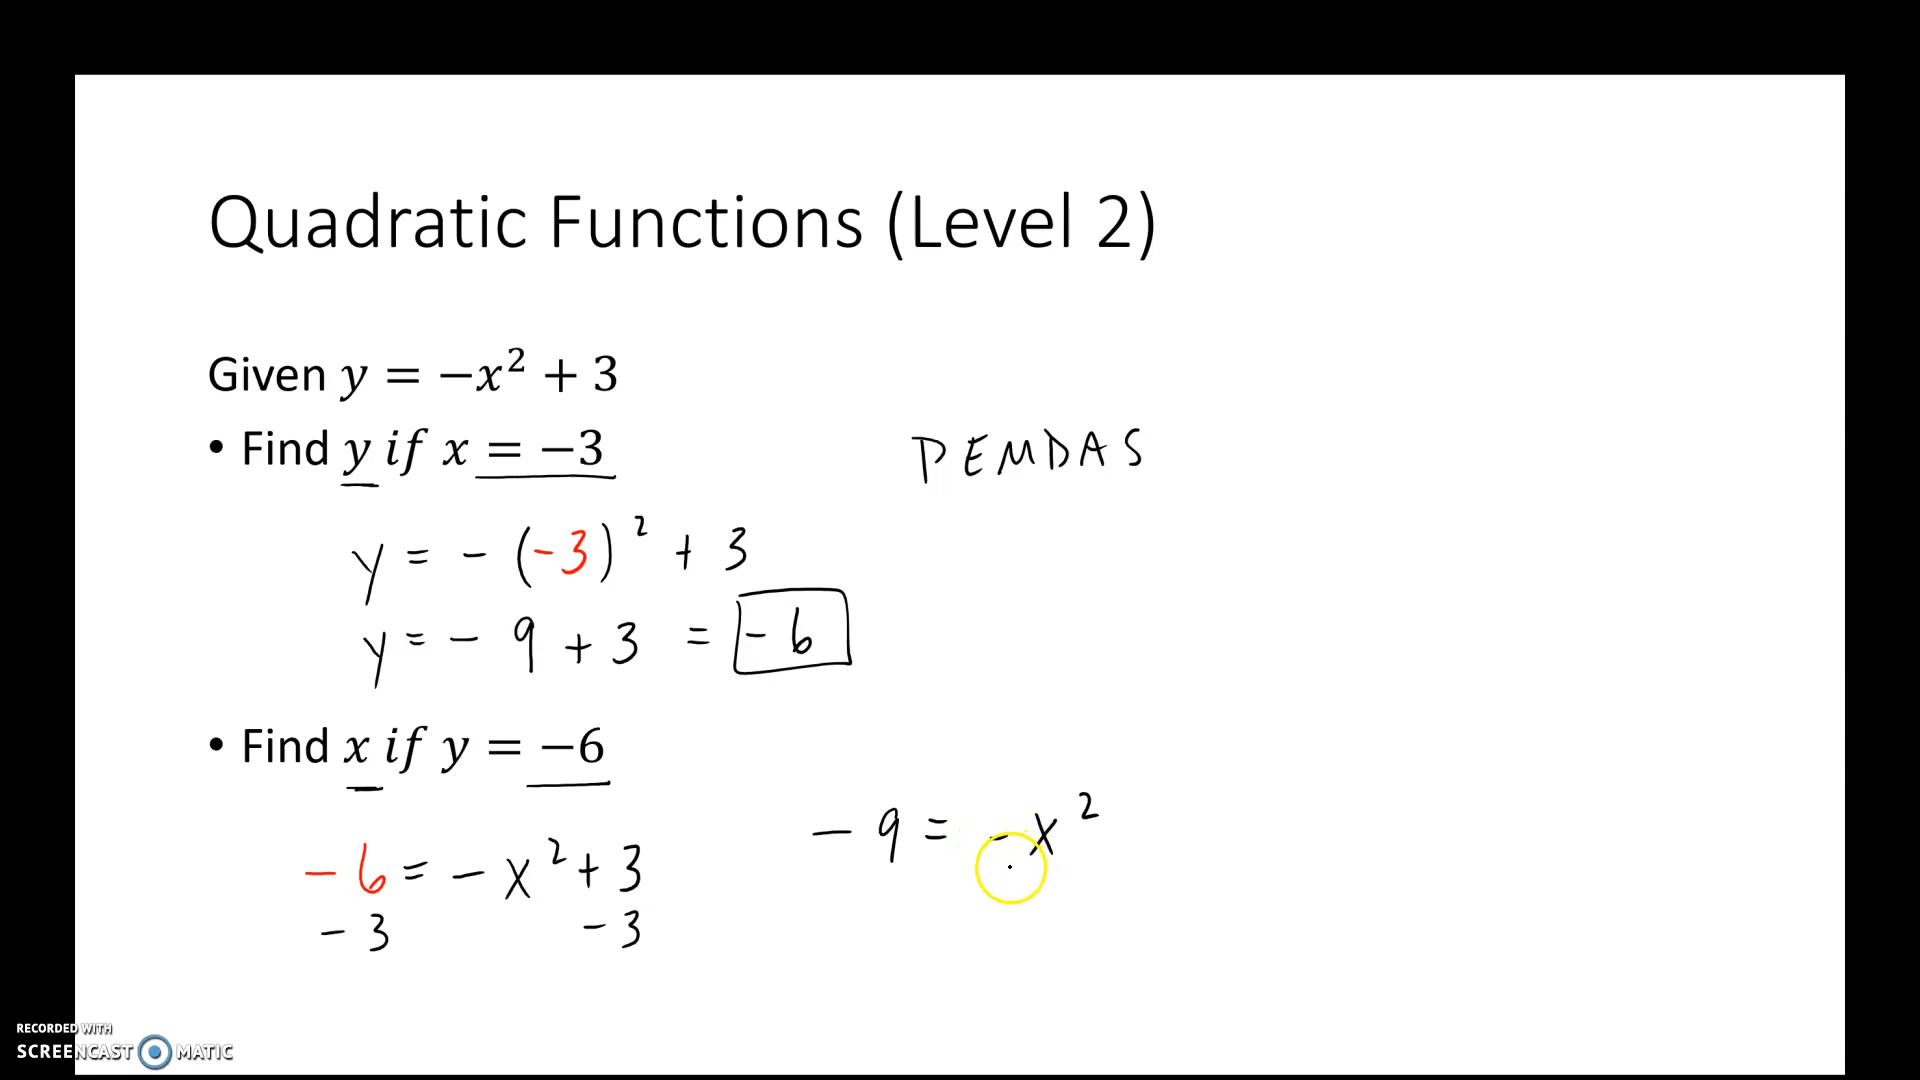 Quadratic Functions (Level 2)
Given y = −x² + 3
• Find y if x = −3
PEMDAS
y = - (-3)² + 3
y = - 9 + 3 = -6
• Find x if y = −6
- 9 = - x²
- 6 = - x² + 3
- 3 - 3
RECORDED WITH
SCREENCAST MATIC